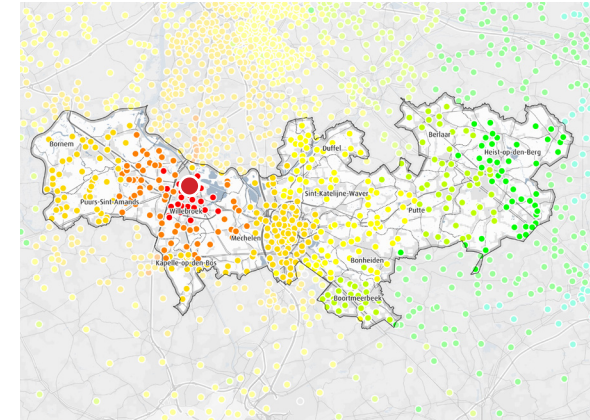 Bornem
Duffel
Berlaar
Heist-op-den-Berg
Puurs-Sint-Amands
Willebroek
Sint-Katelijne-Waver
Putte
Mechelen
Kapelle-op-den-Bos
Bonheiden
Boortmeerbeek